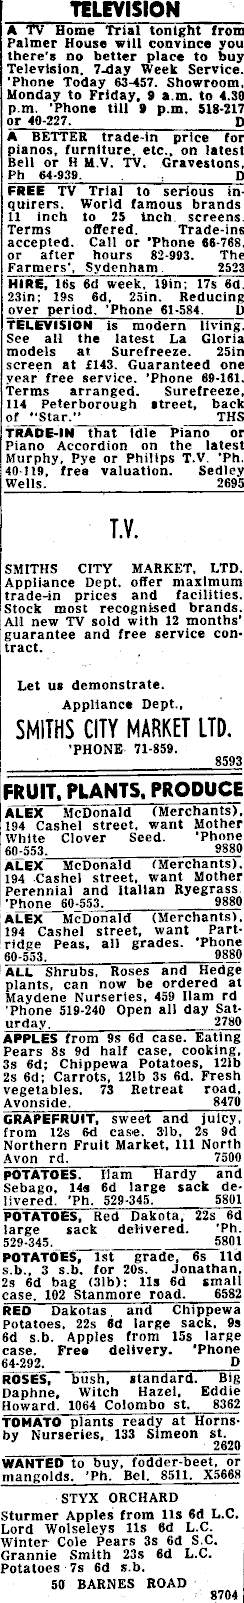 TELEVISION
A TV Home Trial tonight from
Palmer House will convince you
there's no better place to buy
Television. 7-day Week Service.
'Phone Today 63-457. Showroom,
Monday to Friday, 9 a.m. to 4.30
p.m. 'Phone till 9 p.m. 518-217
or 40-227. D
A BETTER trade-in price for
pianos, furniture, etc., on latest
Bell or H M.V. TV. Gravestons,
Ph 64-939. D
FREE TV Trial to serious in-
quirers. World famous brands
11 inch to 25 inch screens.
Terms offered. Trade-ins
accepted. Call or 'Phone 66-768,
or after hours 82-993. The
Farmers', Sydenham 2523
HIRE, 16s 6d week, 19in; 17s 6d,
23in; 19s 6d, 25in. Reducing
over period. 'Phone 61-584. D
TELEVISION is modern living.
See all the latest La Gloria
models at Surefreeze. 25in
screen at £143. Guaranteed one
year free service. 'Phone 69-161.
Terms arranged. Surefreeze,
114 Peterborough street, back
of "Star." THS
TRADE-IN that Idle Piano or
Piano Accordion on the latest
Murphy, Pye or Philips T.V. 'Ph.
40-119, free valuation. Sedley
Wells. 2695
T.V.
SMITHS CITY MARKET, LTD.
Appliance Dept. offer maximum
trade-in prices and facilities.
Stock most recognised brands.
All new TV sold with 12 months'
guarantee and free service con-
tract.
Let us demonstrate.
Appliance Dept.,
SMITHS CITY MARKET LTD.
'PHONE 71-859.
8593
FRUIT, PLANTS, PRODUCE
ALEX McDonald (Merchants),
194 Cashel street, want Mother
White Clover Seed. 'Phone
60-553. 9880
ALEX McDonald (Merchants),
194 Cashel street, want Mother
Perennial and Italian Ryegrass
'Phone 60-553. 9880
ALEX McDonald (Merchants),
194 Cashel street, want Part-
ridge Peas, all grades. 'Phone
60-553. 9880
ALL Shrubs, Roses and Hedge
plants, can now be ordered at
Maydene Nurseries, 459 Ilam rd
'Phone 519-240 Open all day Sat-
urday. 2780
APPLES from 9s 6d case. Eating
Pears 8s 9d half case, cooking,
3s 6d; Chippewa Potatoes, 12lb
2s 6d; Carrots, 12lb 3s 6d. Fresh
vegetables. 73 Retreat road,
Avonside. 8470
GRAPEFRUIT, sweet and juicy,
from 12s 6d case. 3lb, 2s 9d
Northern Fruit Market, 111 North
Avon rd. 7500
POTATOES. Ilam Hardy and
Sebago, 14s 6d large sack de-
livered. 'Ph. 529-345. 5801
POTATOES, Red Dakota, 22s 6d
large sack delivered. 'Ph.
529-345. 5801
POTATOES, 1st grade, 6s 11d
s.b., 3 s.b. for 20s. Jonathan,
2s 6d bag (3lb); 11s 6d small
case. 102 Stanmore road. 6582
RED Dakotas and Chippewa
Potatoes, 22s 6d large sack, 9s
6d s.b. Apples from 15s large
case. Free delivery. 'Phone
64-292. D
ROSES, bush, standard. Big
Daphne, Witch Hazel, Eddie
Howard. 1064 Colombo st. 8362
TOMATO plants ready at Horns-
by Nurseries, 133 Simeon st.
2620
WANTED to buy, fodder-beet, or
mangolds. 'Ph. Bel. 8511. X5668
STYX ORCHARD
Sturmer Apples from 11s 6d L.C.
Lord Wolseleys 11s 6d L.C.
Winter Cole Pears 3s 6d S.C.
Grannie Smith 23s 6d L.C.
Potatoes 7s 6d s.b.
50 BARNES ROAD
8704